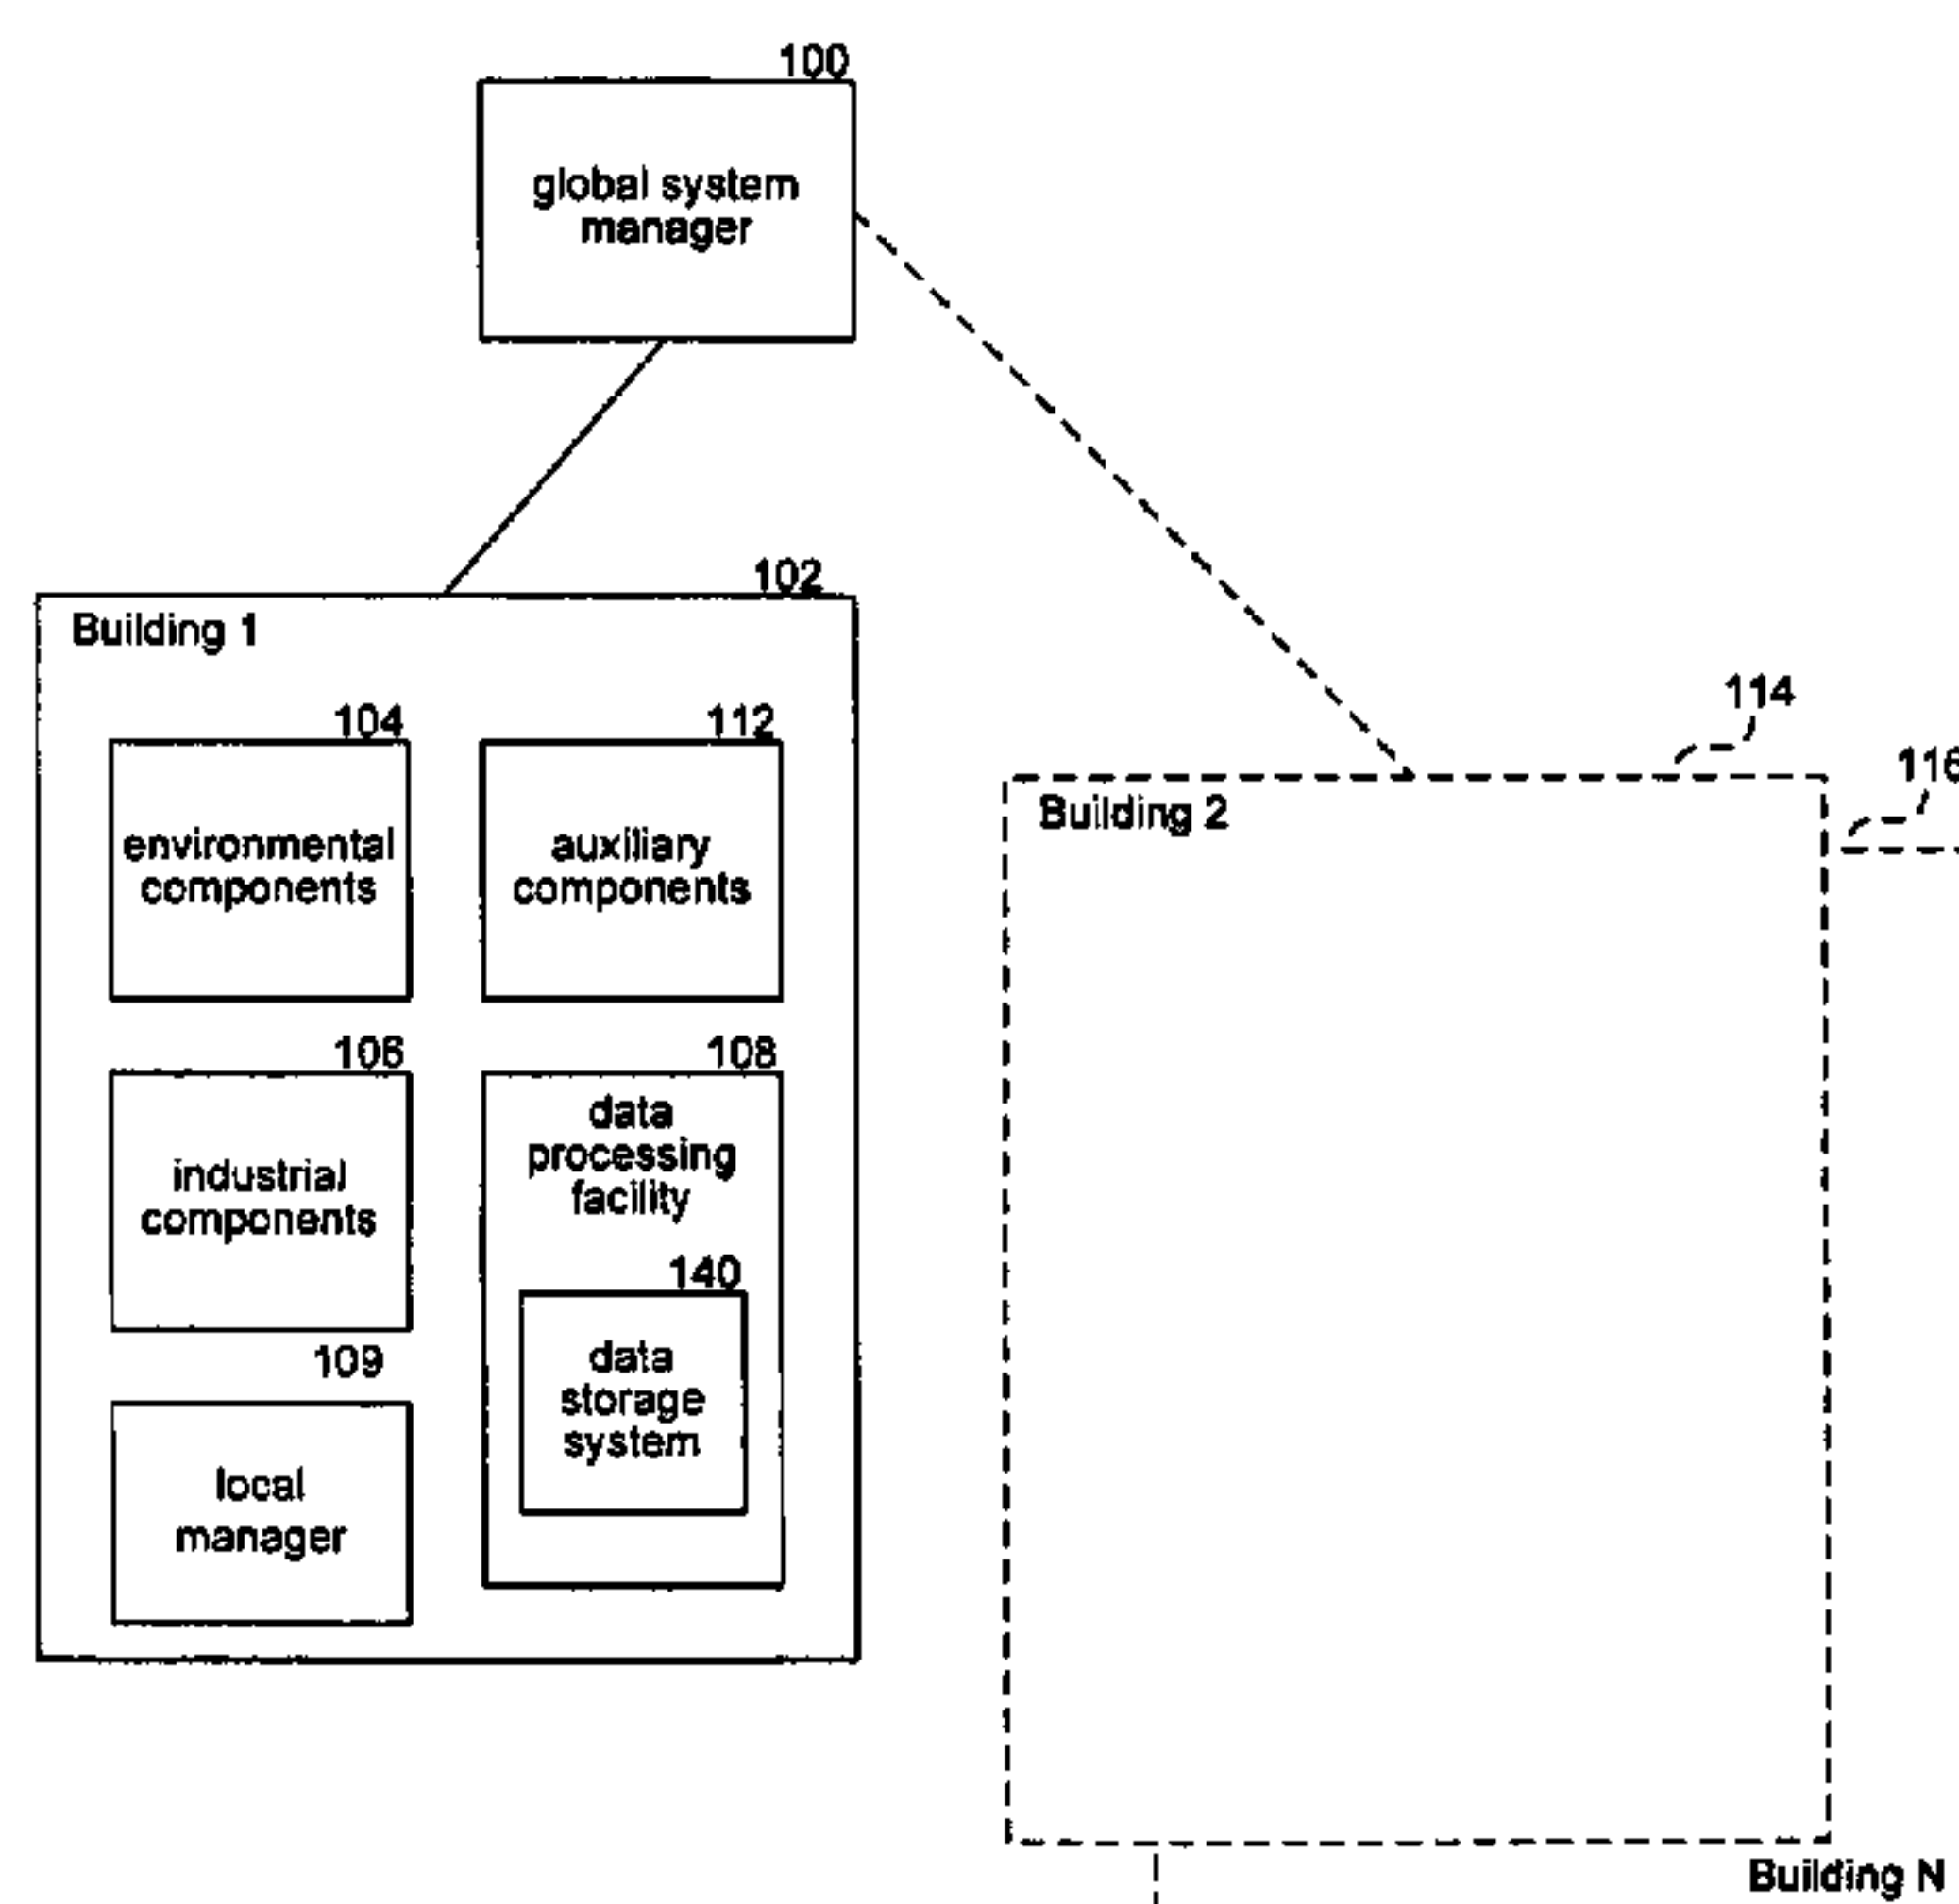 100
global system
manager
102
Building 1
104
environmental
components
112
auxiliary
components
106
industrial
components
108
data
processing
facility
140
data
storage
system
109
local
manager
114
Building 2
116
Building N